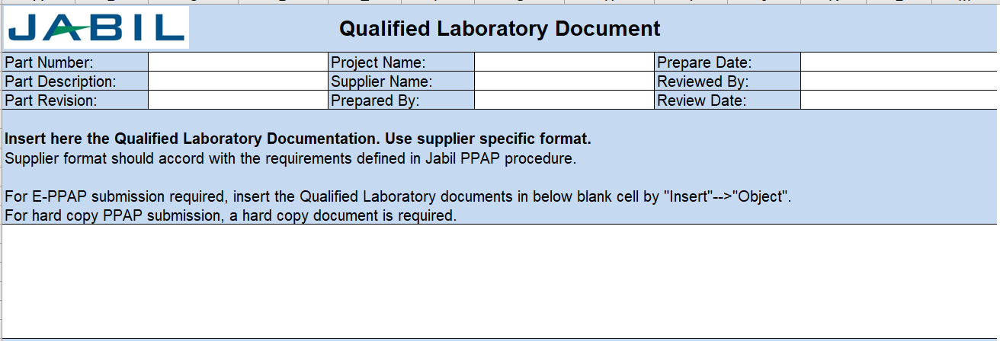 JABIL
Qualified Laboratory Document
Part Number: Project Name: Prepare Date:
Part Description: Supplier Name: Reviewed By:
Part Revision: Prepared By: Review Date:
Insert here the Qualified Laboratory Documentation. Use supplier specific format.
Supplier format should accord with the requirements defined in Jabil PPAP procedure.
For E-PPAP submission required, insert the Qualified Laboratory documents in below blank cell by "Insert"-->"Object".
For hard copy PPAP submission, a hard copy document is required.